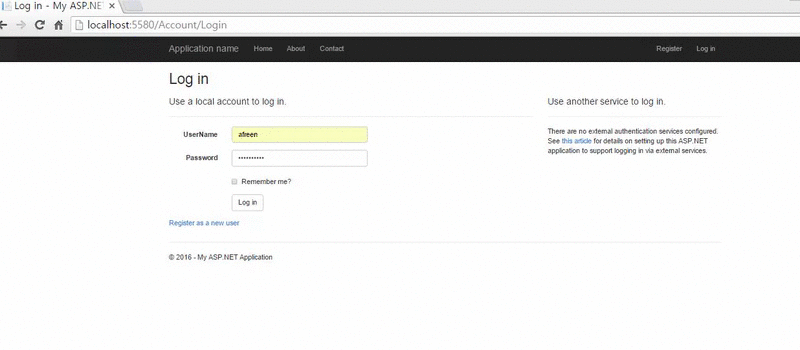 Log in - My ASP.NET
localhost:5580/Account/Login
Application name Home About Contact Register Log in
Log in
Use a local account to log in.
UserName afreen
Password ••••••••••
Remember me?
Log in
Register as a new user
Use another service to log in.
There are no external authentication services configured.
See this article for details on setting up this ASP.NET
application to support logging in via external services.
© 2016 - My ASP.NET Application